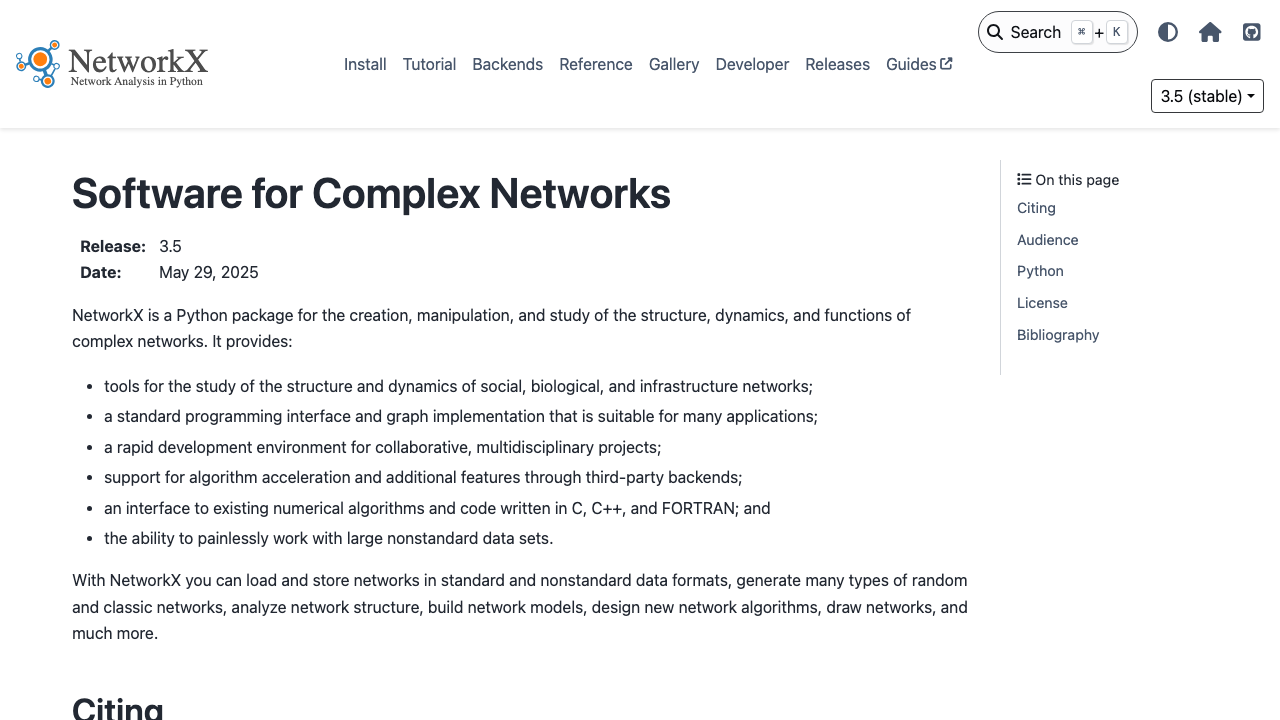 NetworkX
Network Analysis in Python
Install Tutorial Backends Reference Gallery Developer Releases Guides
Search ⌘ + K
3.5 (stable)
Software for Complex Networks
Release: 3.5
Date: May 29, 2025
NetworkX is a Python package for the creation, manipulation, and study of the structure, dynamics, and functions of
complex networks. It provides:
• tools for the study of the structure and dynamics of social, biological, and infrastructure networks;
• a standard programming interface and graph implementation that is suitable for many applications;
• a rapid development environment for collaborative, multidisciplinary projects;
• support for algorithm acceleration and additional features through third-party backends;
• an interface to existing numerical algorithms and code written in C, C++, and FORTRAN; and
• the ability to painlessly work with large nonstandard data sets.
With NetworkX you can load and store networks in standard and nonstandard data formats, generate many types of random
and classic networks, analyze network structure, build network models, design new network algorithms, draw networks, and
much more.
Citing
On this page
Citing
Audience
Python
License
Bibliography